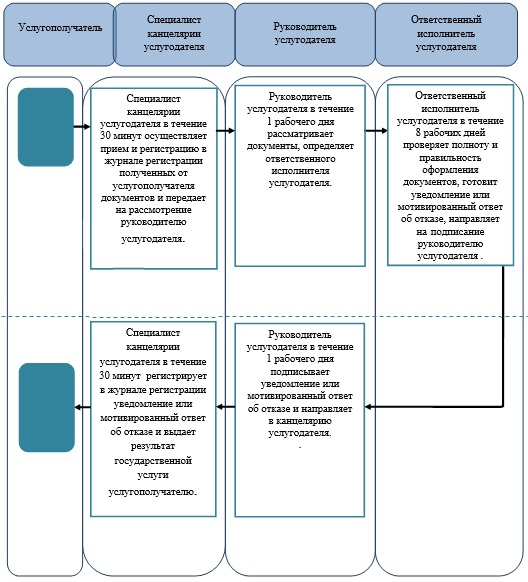 Услугополучатель
Специалист
канцелярии
услугодателя
Руководитель
услугодателя
Ответственный
исполнитель
услугодателя
Специалист
канцелярии
услугодателя в течение
30 минут осуществляет
прием и регистрацию в
журнале регистрации
полученных от
услугополучателя
документов и передает
на рассмотрение
руководителю
услугодателя.
Руководитель
услугодателя в течение
1 рабочего дня
рассматривает
документы, определяет
ответственного
исполнителя
услугодателя.
Ответственный
исполнитель
услугодателя в течение
8 рабочих дней
проверяет полноту и
правильность
оформления
документов, готовит
уведомление или
мотивированный ответ
об отказе, направляет
на подписание
руководителю
услугодателя .
Руководитель
услугодателя в течение
1 рабочего дня
подписывает
уведомление или
мотивированный ответ
об отказе и направляет
в канцелярию
услугодателя.
.
Специалист
канцелярии
услугодателя в течение
30 минут регистрирует
в журнале регистрации
уведомление или
мотивированный ответ
об отказе и выдает
результат
государственной
услуги
услугополучателю.